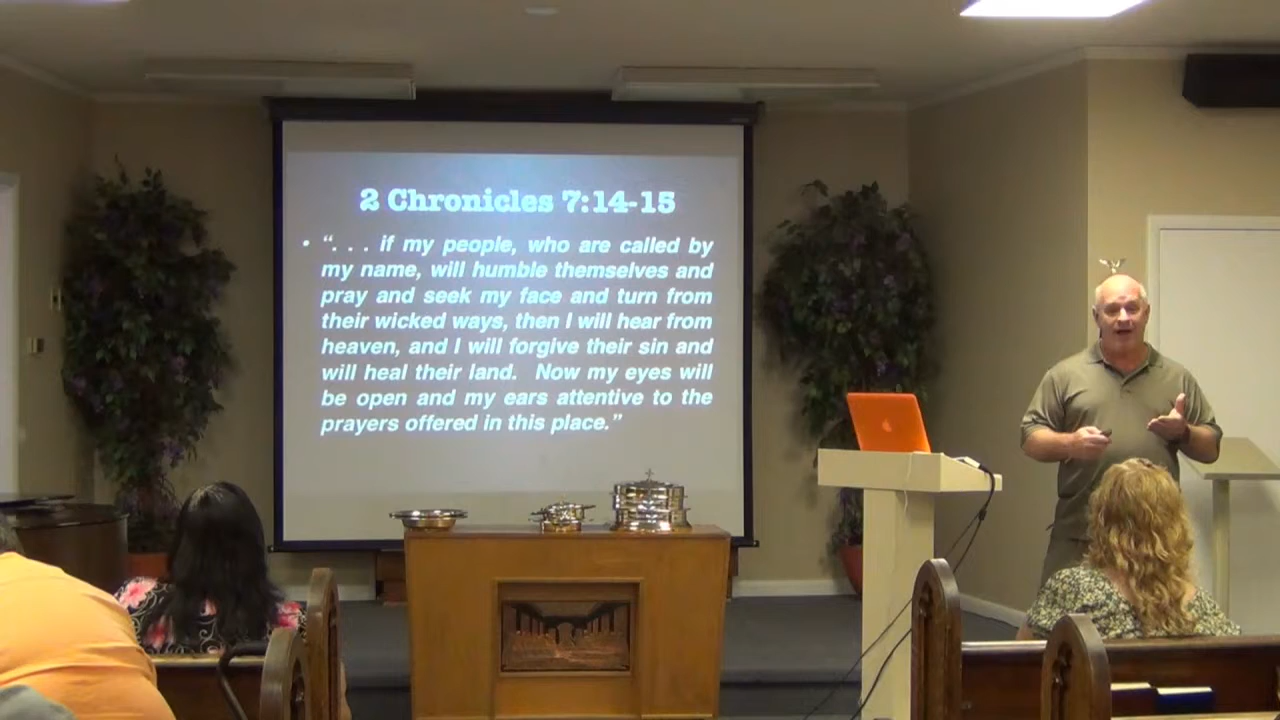 2 Chronicles 7:14-15
• “. . . if my people, who are called by
my name, will humble themselves and
pray and seek my face and turn from
their wicked ways, then I will hear from
heaven, and I will forgive their sin and
will heal their land. Now my eyes will
be open and my ears attentive to the
prayers offered in this place.”